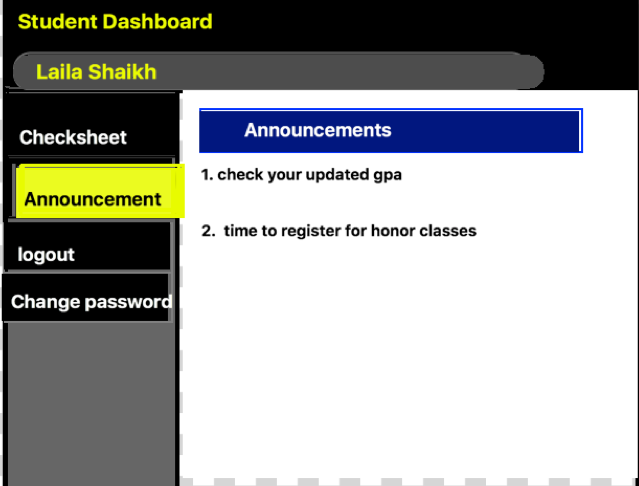 Student Dashboard
Laila Shaikh
Checksheet
Announcement
logout
Change password
Announcements
1. check your updated gpa
2. time to register for honor classes